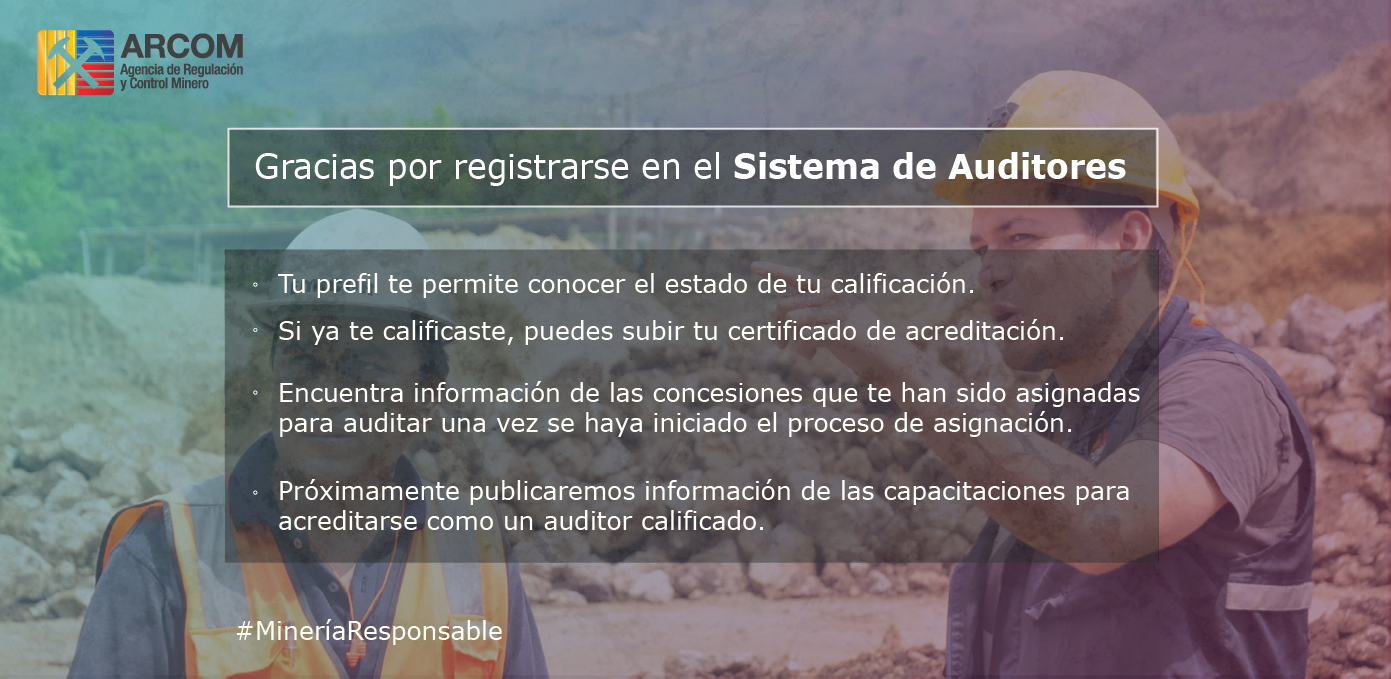 ARCOM
Agencia de Regulación
y Control Minero
Gracias por registrarse en el Sistema de Auditores
◦ Tu prefil te permite conocer el estado de tu calificación.
◦ Si ya te calificaste, puedes subir tu certificado de acreditación.
◦ Encuentra información de las concesiones que te han sido asignadas
para auditar una vez se haya iniciado el proceso de asignación.
◦ Próximamente publicaremos información de las capacitaciones para
acreditarse como un auditor calificado.
#MineríaResponsable